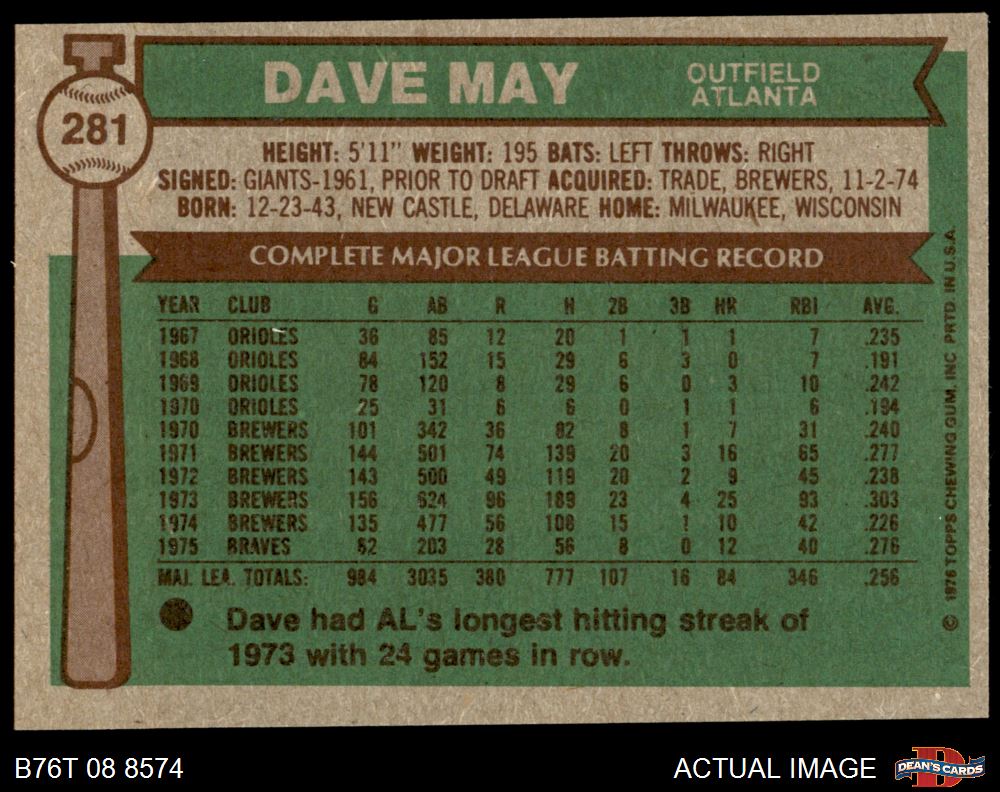 281
DAVE MAY
OUTFIELD
ATLANTA
HEIGHT: 5'11" WEIGHT: 195 BATS: LEFT THROWS: RIGHT
SIGNED: GIANTS-1961, PRIOR TO DRAFT ACQUIRED: TRADE, BREWERS, 11-2-74
BORN: 12-23-43, NEW CASTLE, DELAWARE HOME: MILWAUKEE, WISCONSIN
COMPLETE MAJOR LEAGUE BATTING RECORD
YEAR CLUB G AB R H 2B 3B HR RBI AVG.
1967 ORIOLES 36 85 12 20 1 1 1 7 .235
1968 ORIOLES 84 152 15 29 6 3 0 7 .191
1969 ORIOLES 78 120 8 29 6 0 3 10 .242
1970 ORIOLES 25 31 6 6 0 1 1 6 .194
1970 BREWERS 101 342 36 82 8 1 7 31 .240
1971 BREWERS 144 501 74 139 20 3 16 65 .277
1972 BREWERS 143 500 49 119 20 2 9 45 .238
1973 BREWERS 156 624 96 189 23 4 25 93 .303
1974 BREWERS 135 477 56 108 15 1 10 42 .226
1975 BRAVES 82 203 28 56 8 0 12 40 .276
MAJ. LEA. TOTALS: 984 3035 380 777 107 16 84 346 .256
Dave had AL's longest hitting streak of
1973 with 24 games in row.
© 1976 TOPPS CHEWING GUM, INC PRTD. IN U.S.A.
B76T 08 8574
ACTUAL IMAGE
DEAN'S CARDS